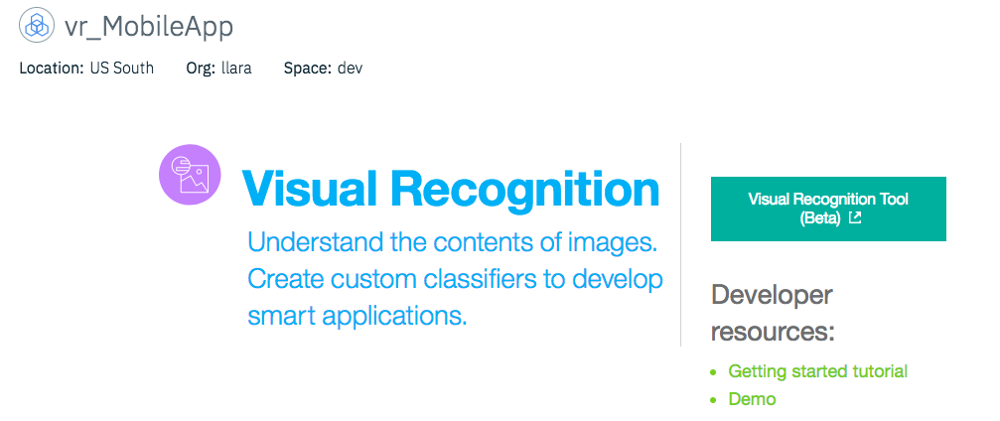 vr_MobileApp
Location: US South Org: llara Space: dev
Visual Recognition
Understand the contents of images.
Create custom classifiers to develop
smart applications.
Visual Recognition Tool
(Beta)
Developer
resources:
Getting started tutorial
Demo